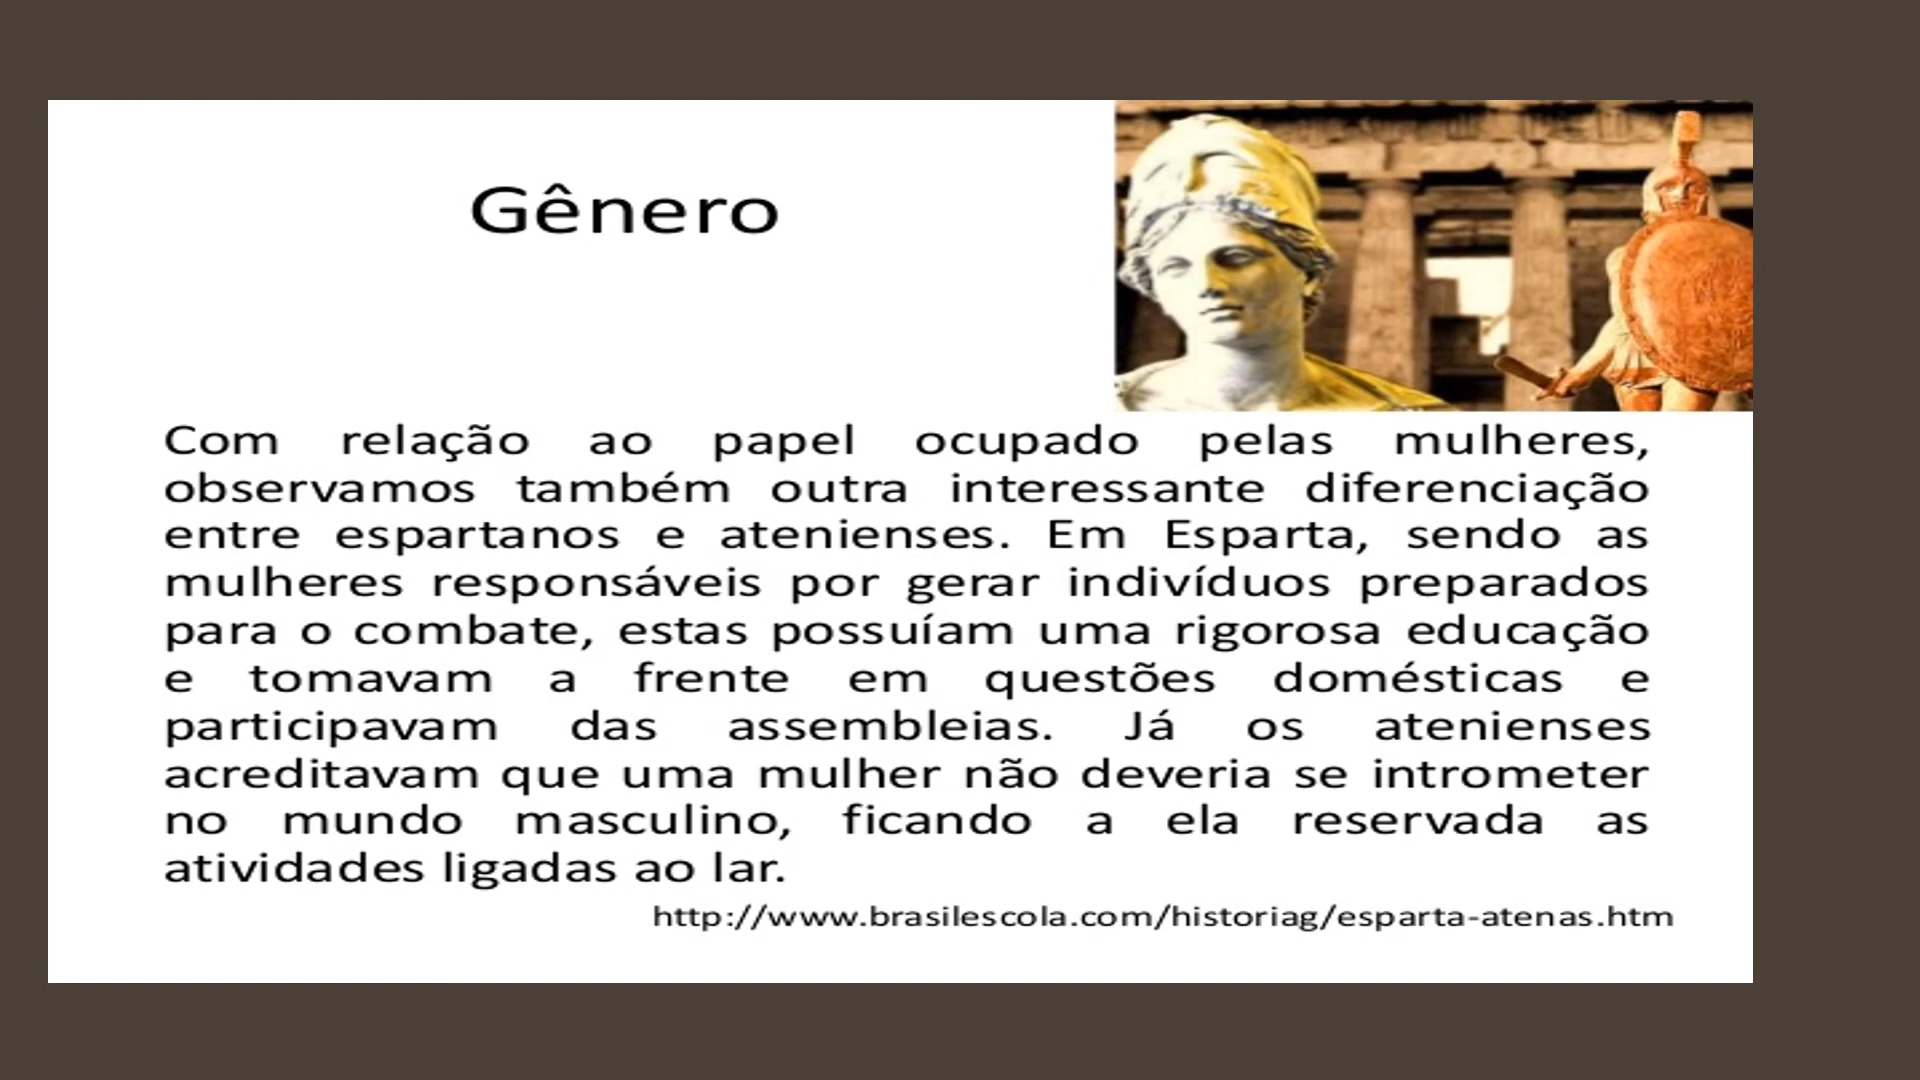 Gênero
Com relação ao papel ocupado pelas mulheres,
observamos também outra interessante diferenciação
entre espartanos e atenienses. Em Esparta, sendo as
mulheres responsáveis por gerar indivíduos preparados
para o combate, estas possuíam uma rigorosa educação
e tomavam a frente em questões domésticas e
participavam das assembleias. Já os atenienses
acreditavam que uma mulher não deveria se intrometer
no mundo masculino, ficando a ela reservada as
atividades ligadas ao lar.
http://www.brasilescola.com/historiag/esparta-atenas.htm